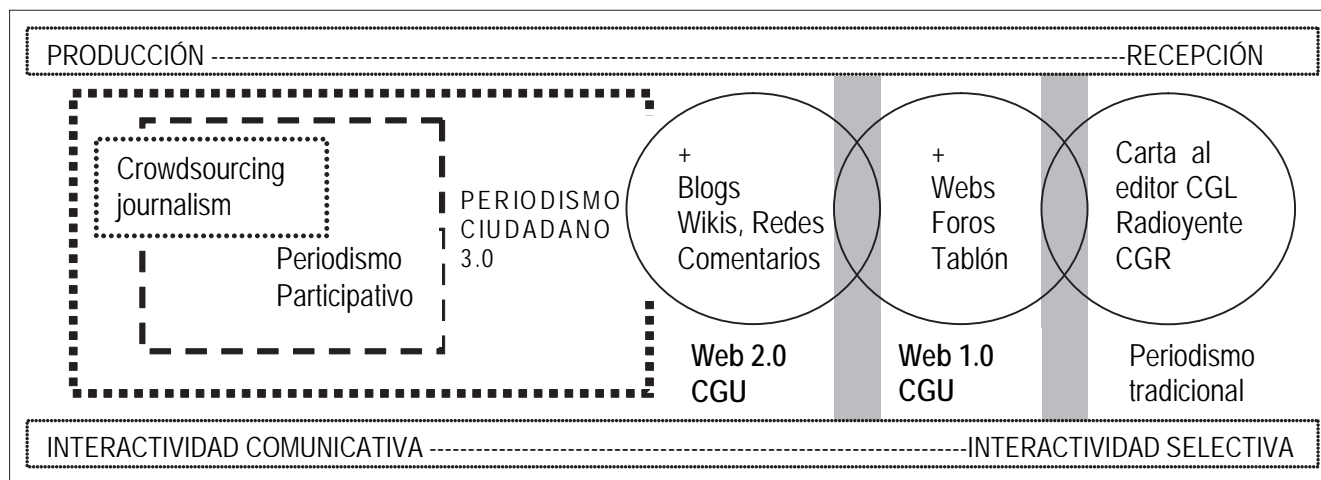 PRODUCCIÓN ------------------------------------------------RECEPCIÓN
Crowdsourcing
journalism
Periodismo
Participativo
PERIODISMO
CIUDADANO
3.0
+
Blogs
Wikis, Redes
Comentarios
Web 2.0
CGU
+
Webs
Foros
Tablón
Web 1.0
CGU
Carta al
editor CGL
Radioyente
CGR
Periodismo
tradicional
INTERACTIVIDAD COMUNICATIVA ------------------------------------------------INTERACTIVIDAD SELECTIVA